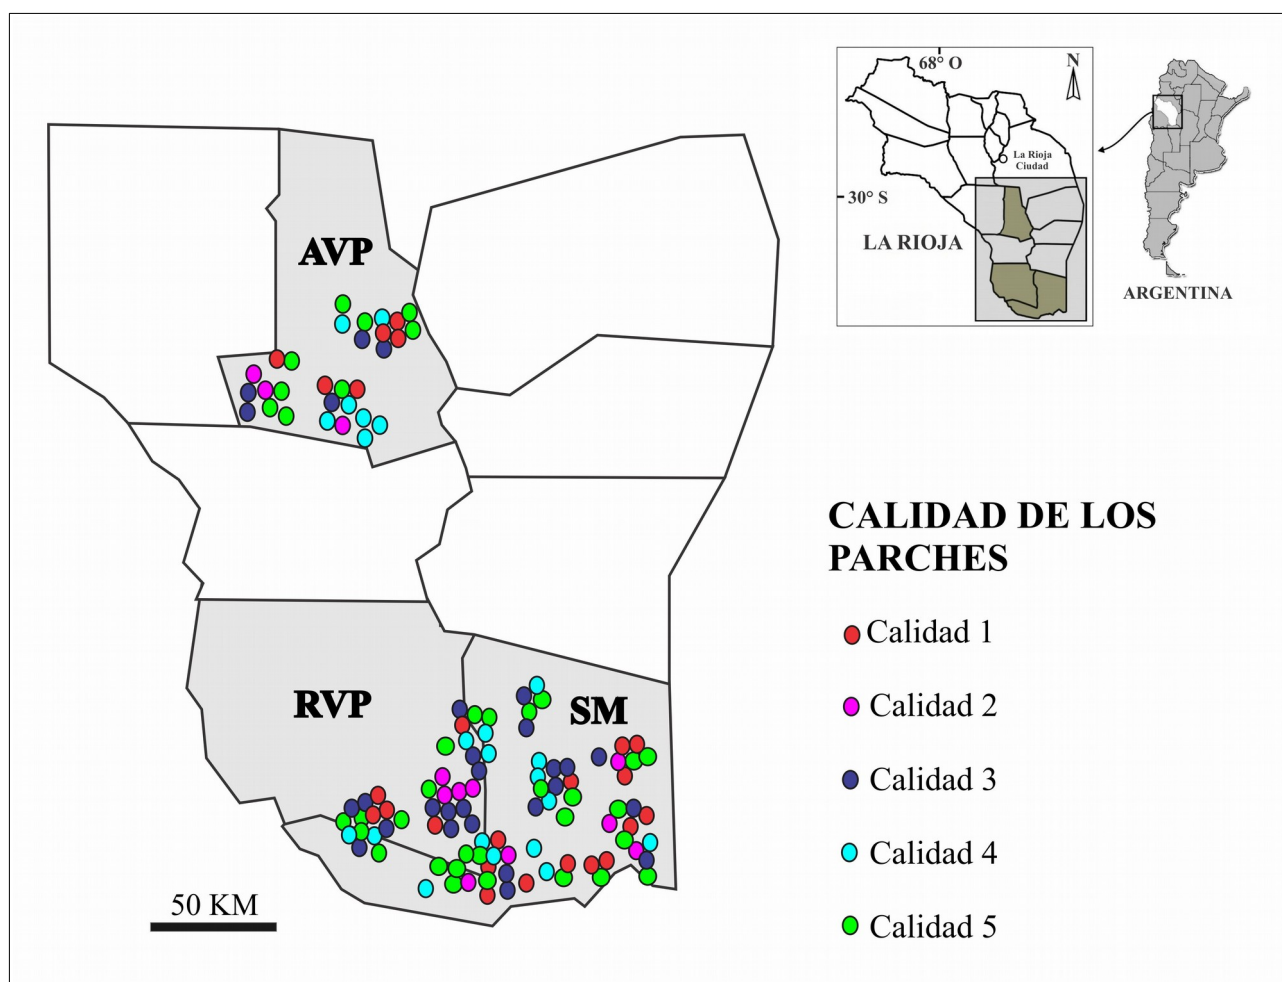 68° O
N
La Rioja
Ciudad
30° S
LA RIOJA
ARGENTINA
AVP
RVP
SM
CALIDAD DE LOS
PARCHES
Calidad 1
Calidad 2
Calidad 3
Calidad 4
Calidad 5
50 KM